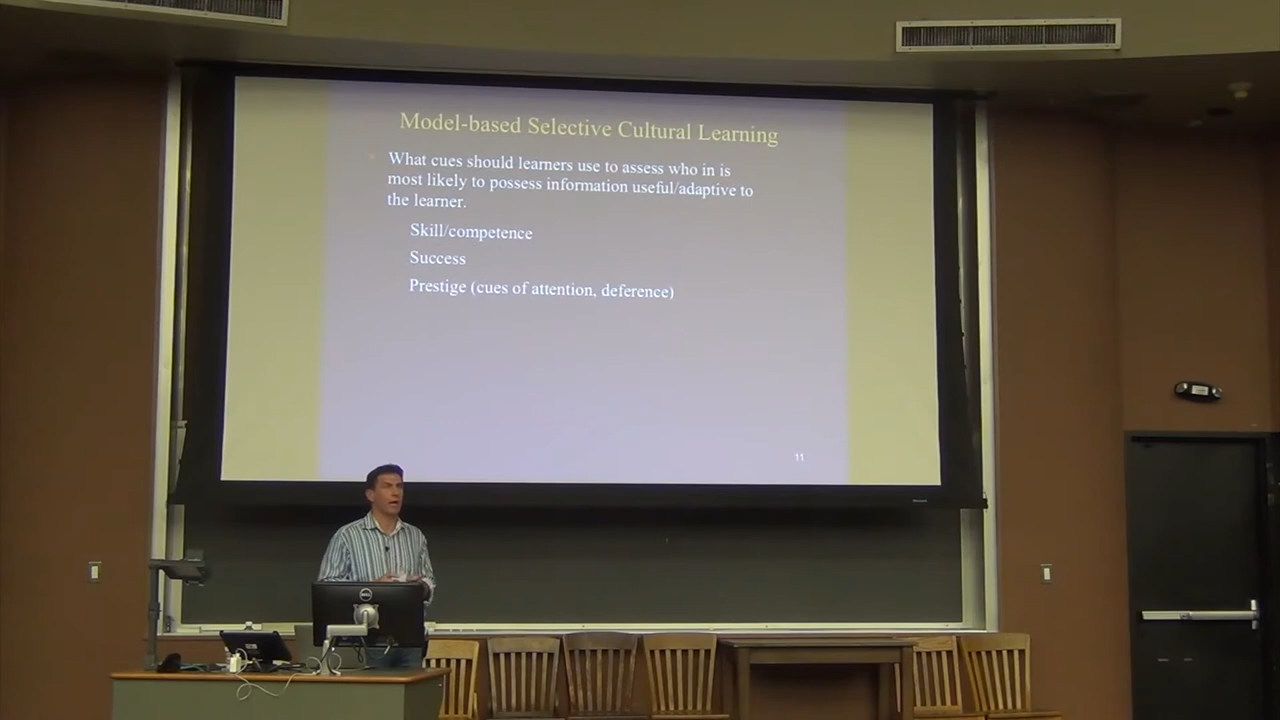 Model-based Selective Cultural Learning
What cues should learners use to assess who in is
most likely to possess information useful/adaptive to
the learner.
Skill/competence
Success
Prestige (cues of attention, deference)
11
DELL